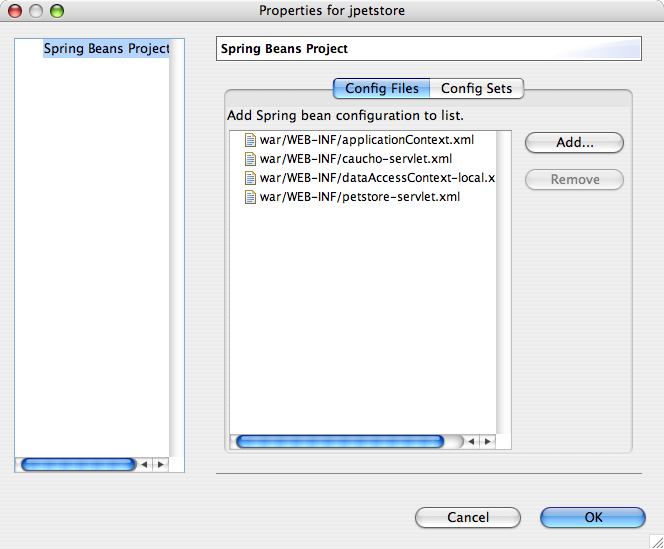 Properties for jpetstore
Spring Beans Project
Spring Beans Project
Config Files
Config Sets
Add Spring bean configuration to list.
war/WEB-INF/applicationContext.xml
war/WEB-INF/caucho-servlet.xml
war/WEB-INF/dataAccessContext-local.x
war/WEB-INF/petstore-servlet.xml
Add...
Remove
Cancel
OK